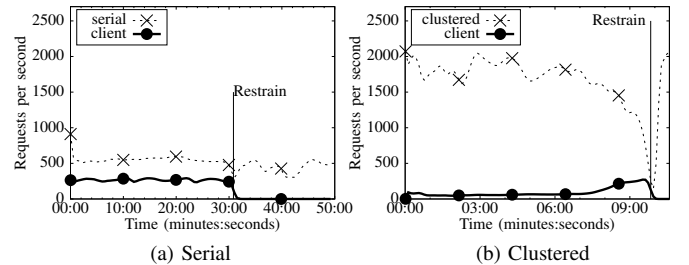 2500
2000
1500
1000
500
0
Requests per second
serial
client
Restrain
00:00 10:00 20:00 30:00 40:00 50:00
Time (minutes:seconds)
(a) Serial
2500
2000
1500
1000
500
0
Requests per second
clustered
client
Restrain
00:00 03:00 06:00 09:00
Time (minutes:seconds)
(b) Clustered